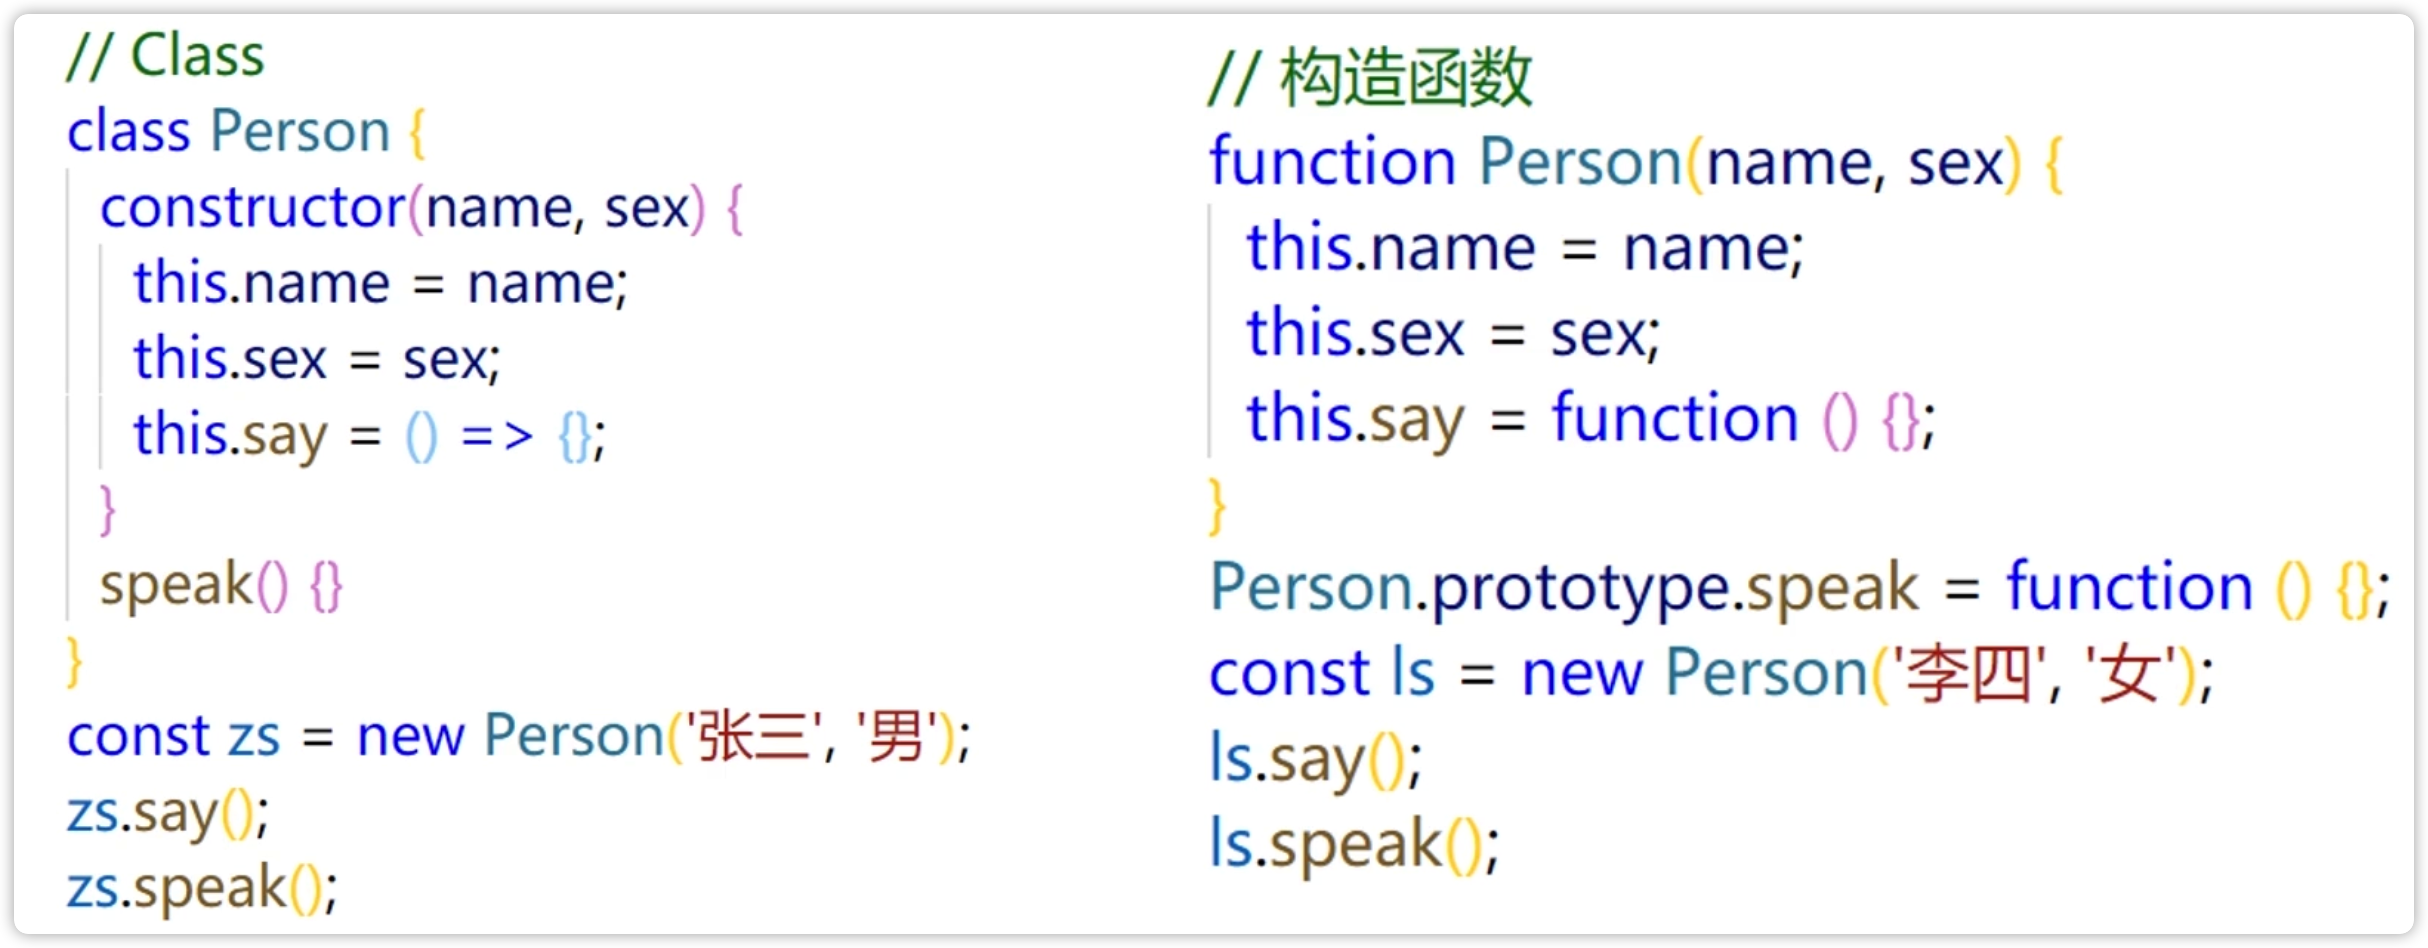 // Class
class Person {
constructor(name, sex) {
this.name = name;
this.sex = sex;
this.say = () => {};
}
speak() {}
}
const zs = new Person('张三', '男');
zs.say();
zs.speak();
// 构造函数
function Person(name, sex) {
this.name = name;
this.sex = sex;
this.say = function () {};
}
Person.prototype.speak = function () {};
const ls = new Person('李四', '女');
ls.say();
ls.speak();